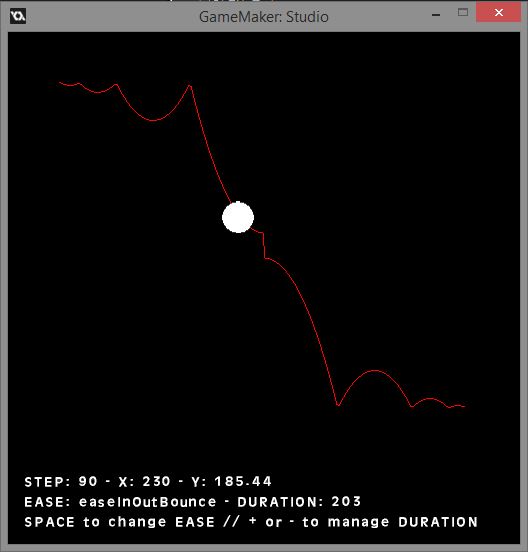 GameMaker: Studio
STEP: 90 - X: 230 - Y: 185.44
EASE: easeInOutBounce - DURATION: 203
SPACE to change EASE // + or - to manage DURATION